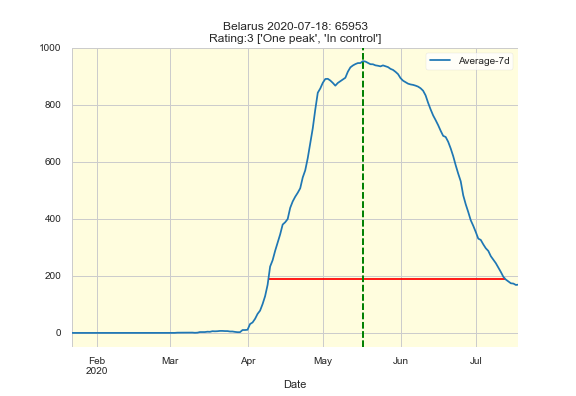 Belarus 2020-07-18: 65953
Rating:3 ['One peak', 'In control']
Average-7d
1000
800
600
400
200
0
Feb
2020
Mar
Apr
May
Jun
Jul
Date